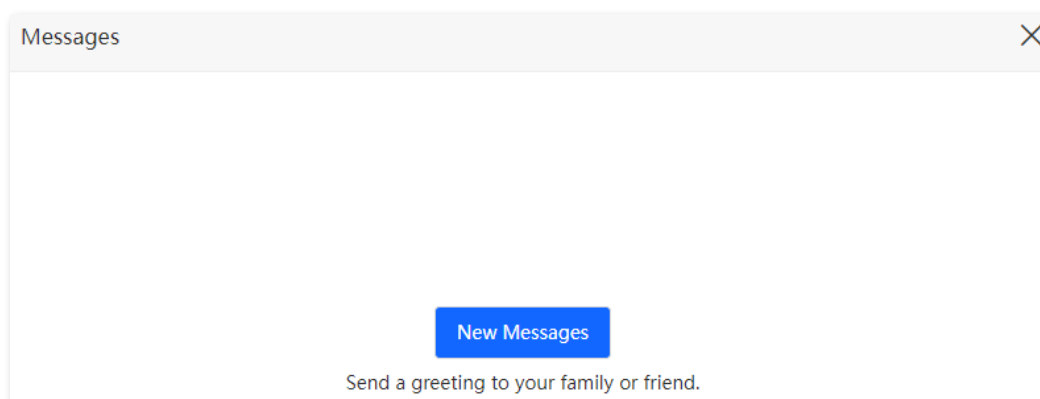 Messages
New Messages
Send a greeting to your family or friend.